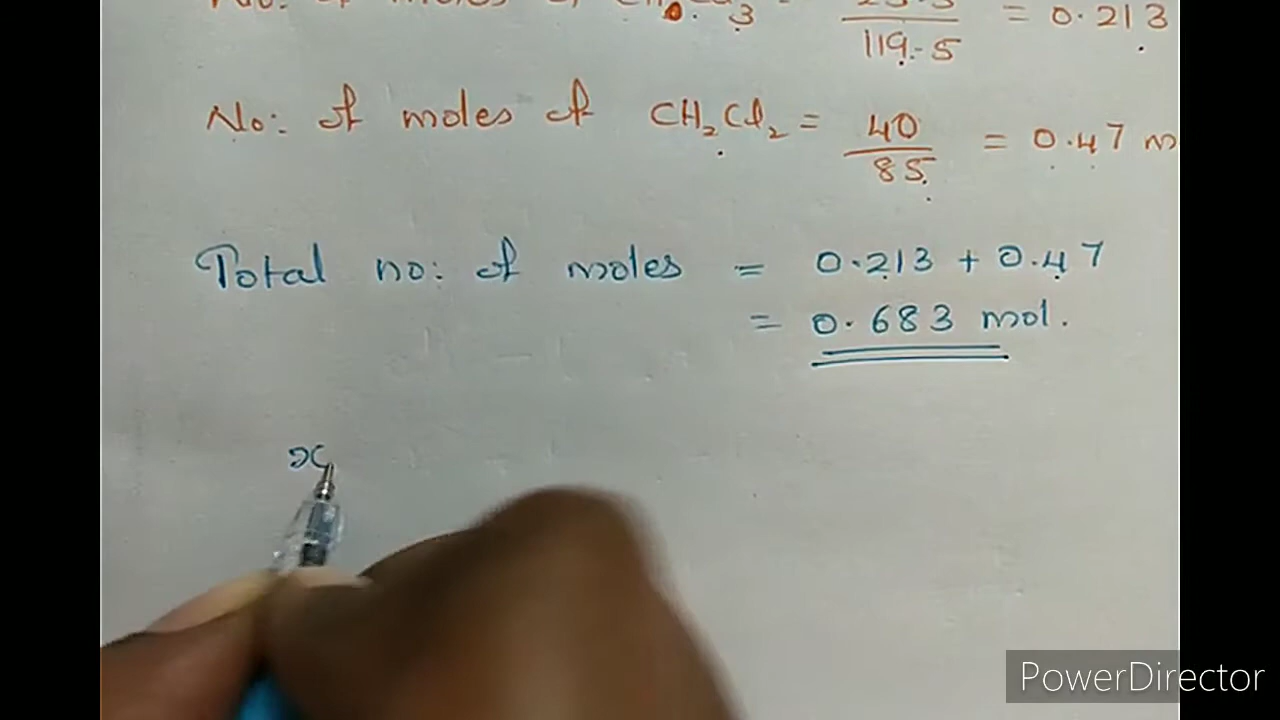 3 = 119.5 = 0.213
No: of moles of CH₂Cl₂ = 40/85 = 0.47 m
Total no: of moles = 0.213 + 0.47
= 0.683 mol.
x
PowerDirector